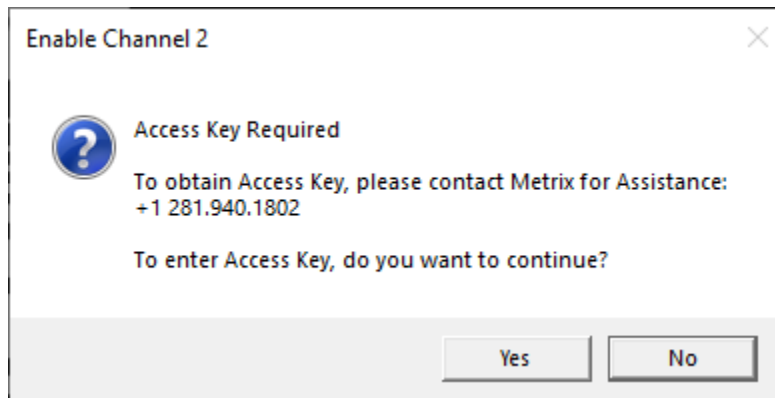 Enable Channel 2
Access Key Required
To obtain Access Key, please contact Metrix for Assistance:
+1 281.940.1802
To enter Access Key, do you want to continue?
Yes
No